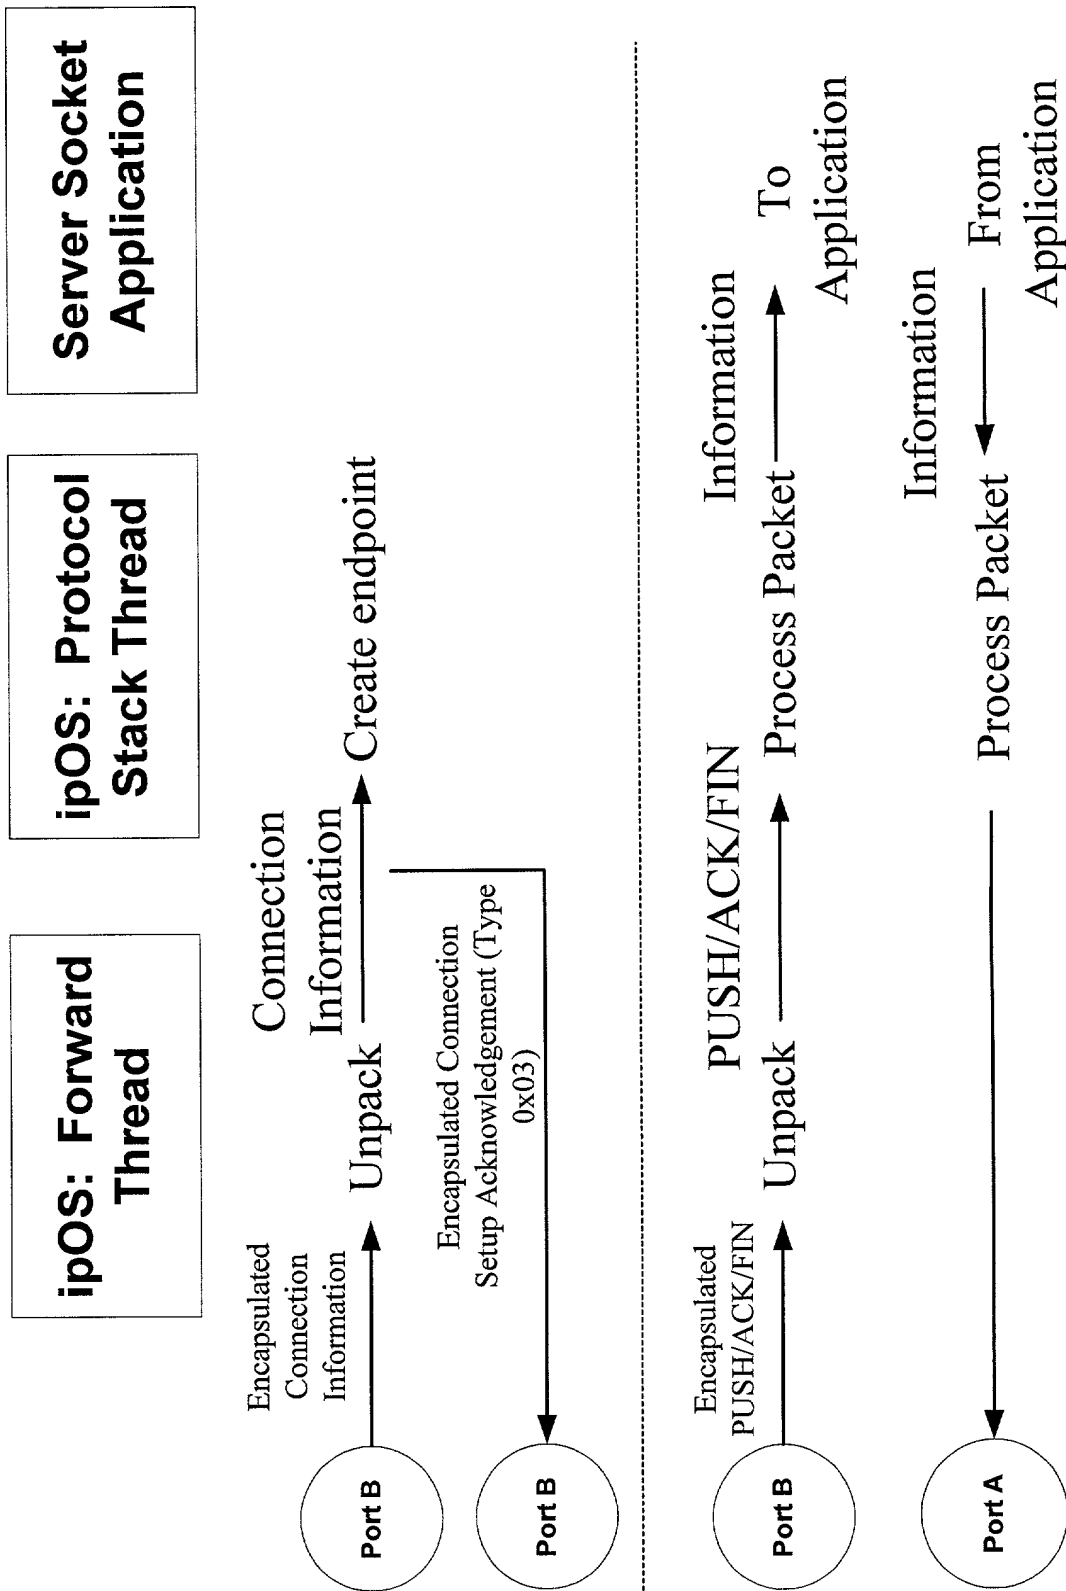 ipOS: Forward
Thread
ipOS: Protocol
Stack Thread
Server Socket
Application
Port B
Encapsulated
Connection
Information
Unpack
Connection
Information
Create endpoint
Port B
Encapsulated Connection
Setup Acknowledgement (Type
0x03)
Port B
Encapsulated
PUSH/ACK/FIN
Unpack
PUSH/ACK/FIN
Process Packet
Information
To
Application
Port A
Process Packet
Information
From
Application